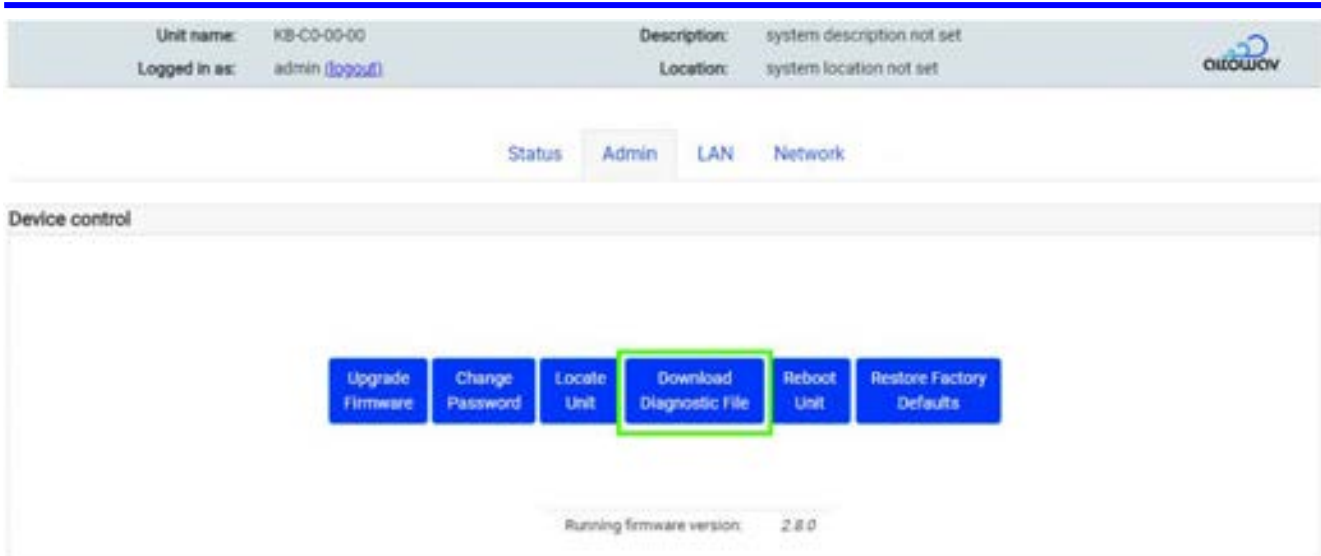 Unit name: KB-C0-00-00 Description: system description not set
Logged in as: admin (logout) Location: system location not set
altowav
Status Admin LAN Network
Device control
Upgrade Firmware
Change Password
Locate Unit
Download Diagnostic File
Reboot Unit
Restore Factory Defaults
Running firmware version: 2.8.0